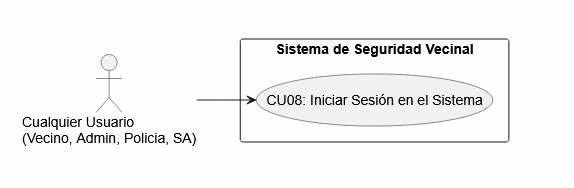 Sistema de Seguridad Vecinal
CU08: Iniciar Sesión en el Sistema
Cualquier Usuario
(Vecino, Admin, Policia, SA)